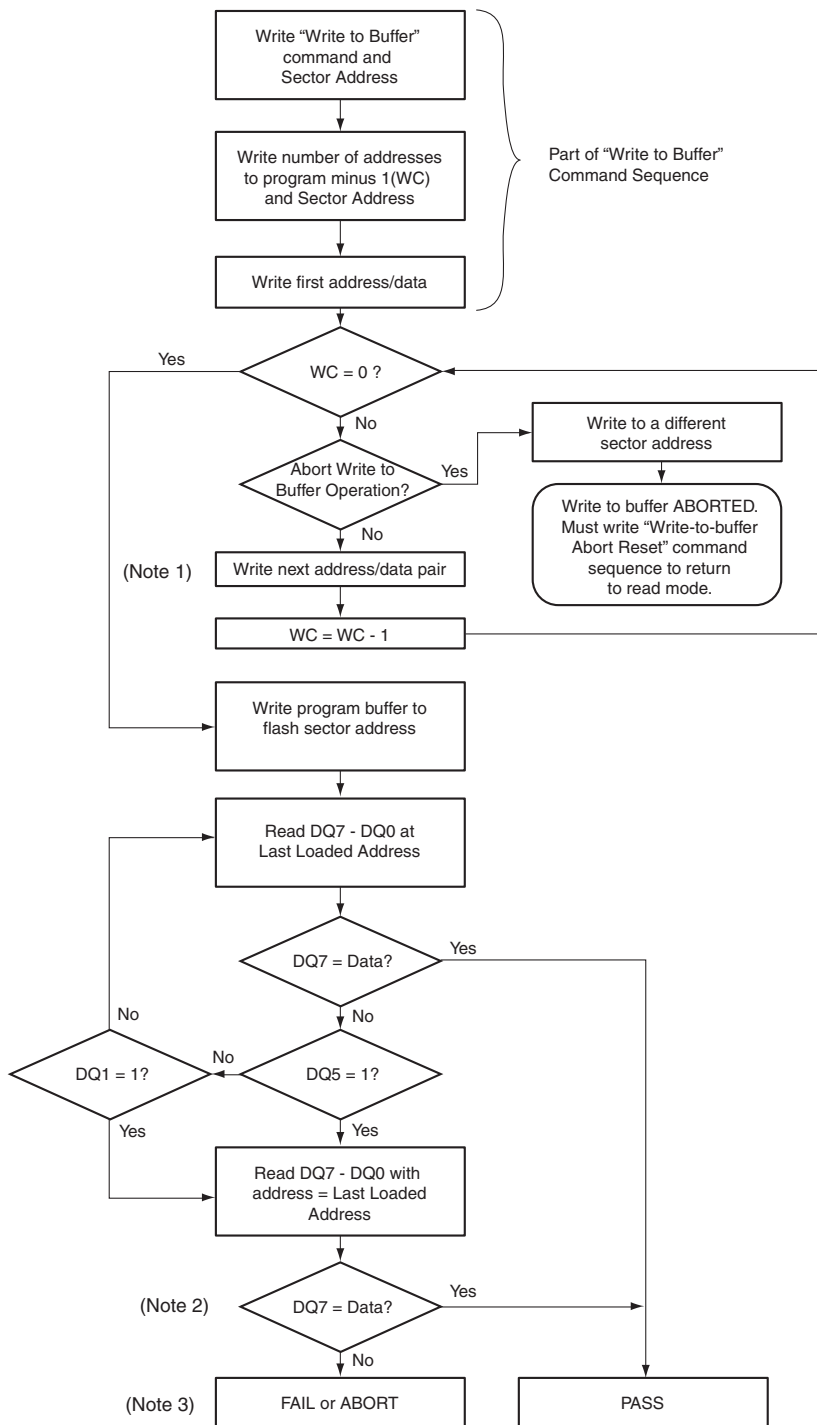 Write “Write to Buffer”
command and
Sector Address
Write number of addresses
to program minus 1(WC)
and Sector Address
Part of “Write to Buffer”
Command Sequence
Write first address/data
Yes
WC = 0 ?
No
Write to a different
sector address
Abort Write to
Buffer Operation?
Yes
No
Write to buffer ABORTED.
Must write “Write-to-buffer
Abort Reset” command
sequence to return
to read mode.
(Note 1)
Write next address/data pair
WC = WC - 1
Write program buffer to
flash sector address
Read DQ7 - DQ0 at
Last Loaded Address
DQ7 = Data?
Yes
No
No
DQ1 = 1?
No
DQ5 = 1?
Yes
Yes
Read DQ7 - DQ0 with
address = Last Loaded
Address
(Note 2)
DQ7 = Data?
Yes
No
(Note 3)
FAIL or ABORT
PASS